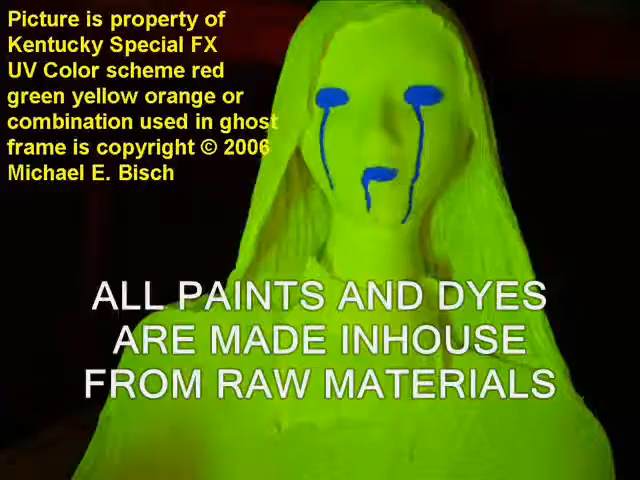 Picture is property of
Kentucky Special FX
UV Color scheme red
green yellow orange or
combination used in ghost
frame is copyright © 2006
Michael E. Bisch
ALL PAINTS AND DYES
ARE MADE INHOUSE
FROM RAW MATERIALS